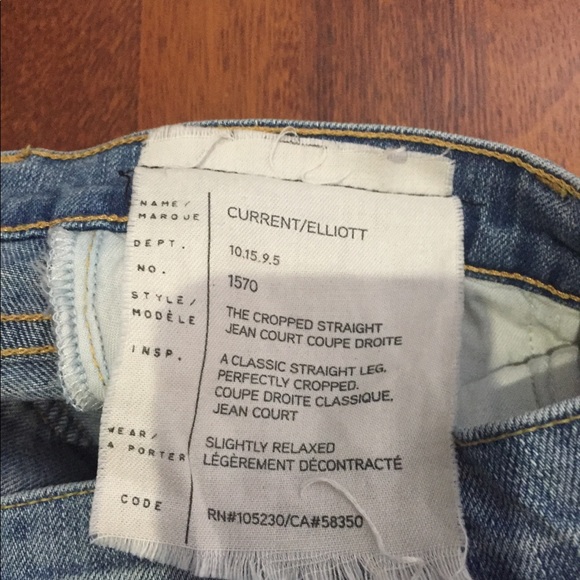 NAME/
MARQUE
CURRENT/ELLIOTT
DEPT.
10.15.9.5
NO.
1570
STYLE/
MODÈLE
THE CROPPED STRAIGHT
JEAN COURT COUPE DROITE
INSP.
A CLASSIC STRAIGHT LEG.
PERFECTLY CROPPED.
COUPE DROITE CLASSIQUE.
JEAN COURT
WEAR/
A PORTER
SLIGHTLY RELAXED
LÉGÈREMENT DÉCONTRACTÉ
CODE
RN#105230/CA#58350